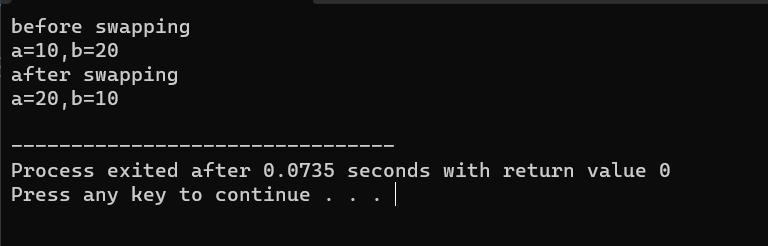 before swapping
a=10,b=20
after swapping
a=20,b=10
--------------------------------
Process exited after 0.0735 seconds with return value 0
Press any key to continue . . .